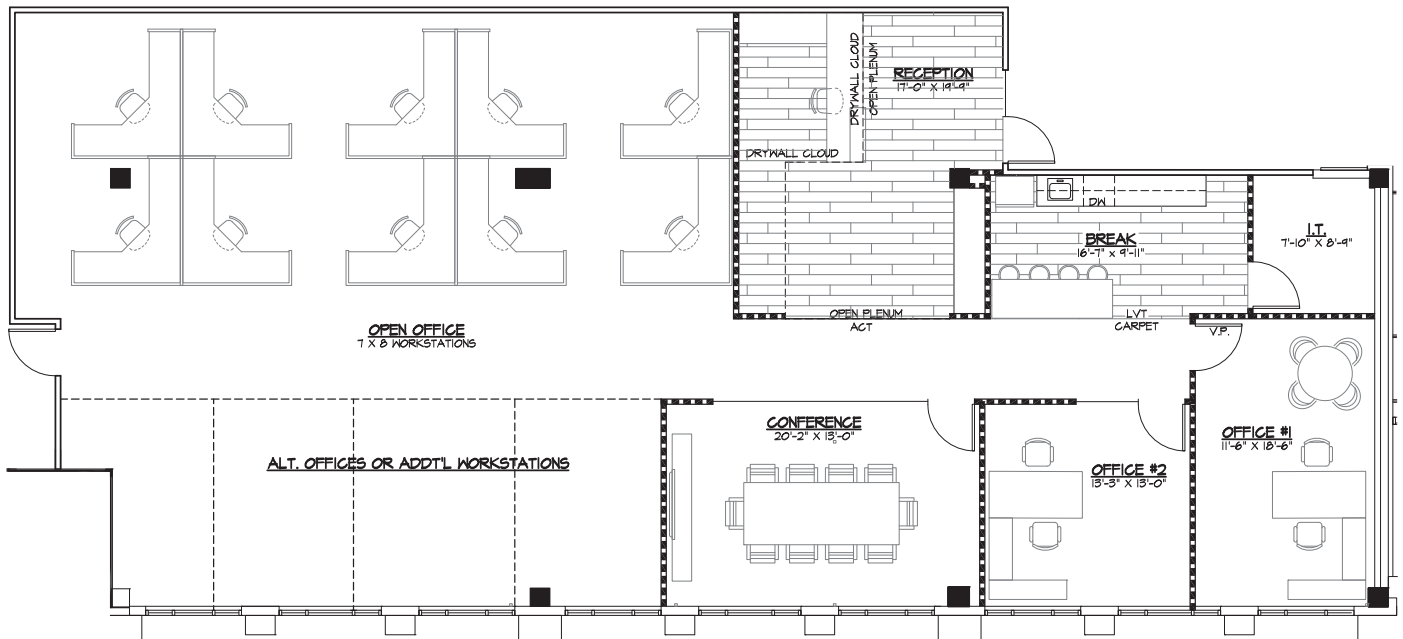 DRYWALL CLOUD
OPEN PLENUM
RECEPTION
17'-0" X 19'-9"
DRYWALL CLOUD
DW
BREAK
16'-7" X 9'-11"
I.T.
7'-10" X 8'-9"
OPEN PLENUM
ACT
LVT
CARPET
V.P.
OPEN OFFICE
7 X 8 WORKSTATIONS
CONFERENCE
20'-2" X 13'-0"
OFFICE #1
11'-6" X 18'-6"
ALT. OFFICES OR ADDT'L WORKSTATIONS
OFFICE #2
13'-3" X 13'-0"